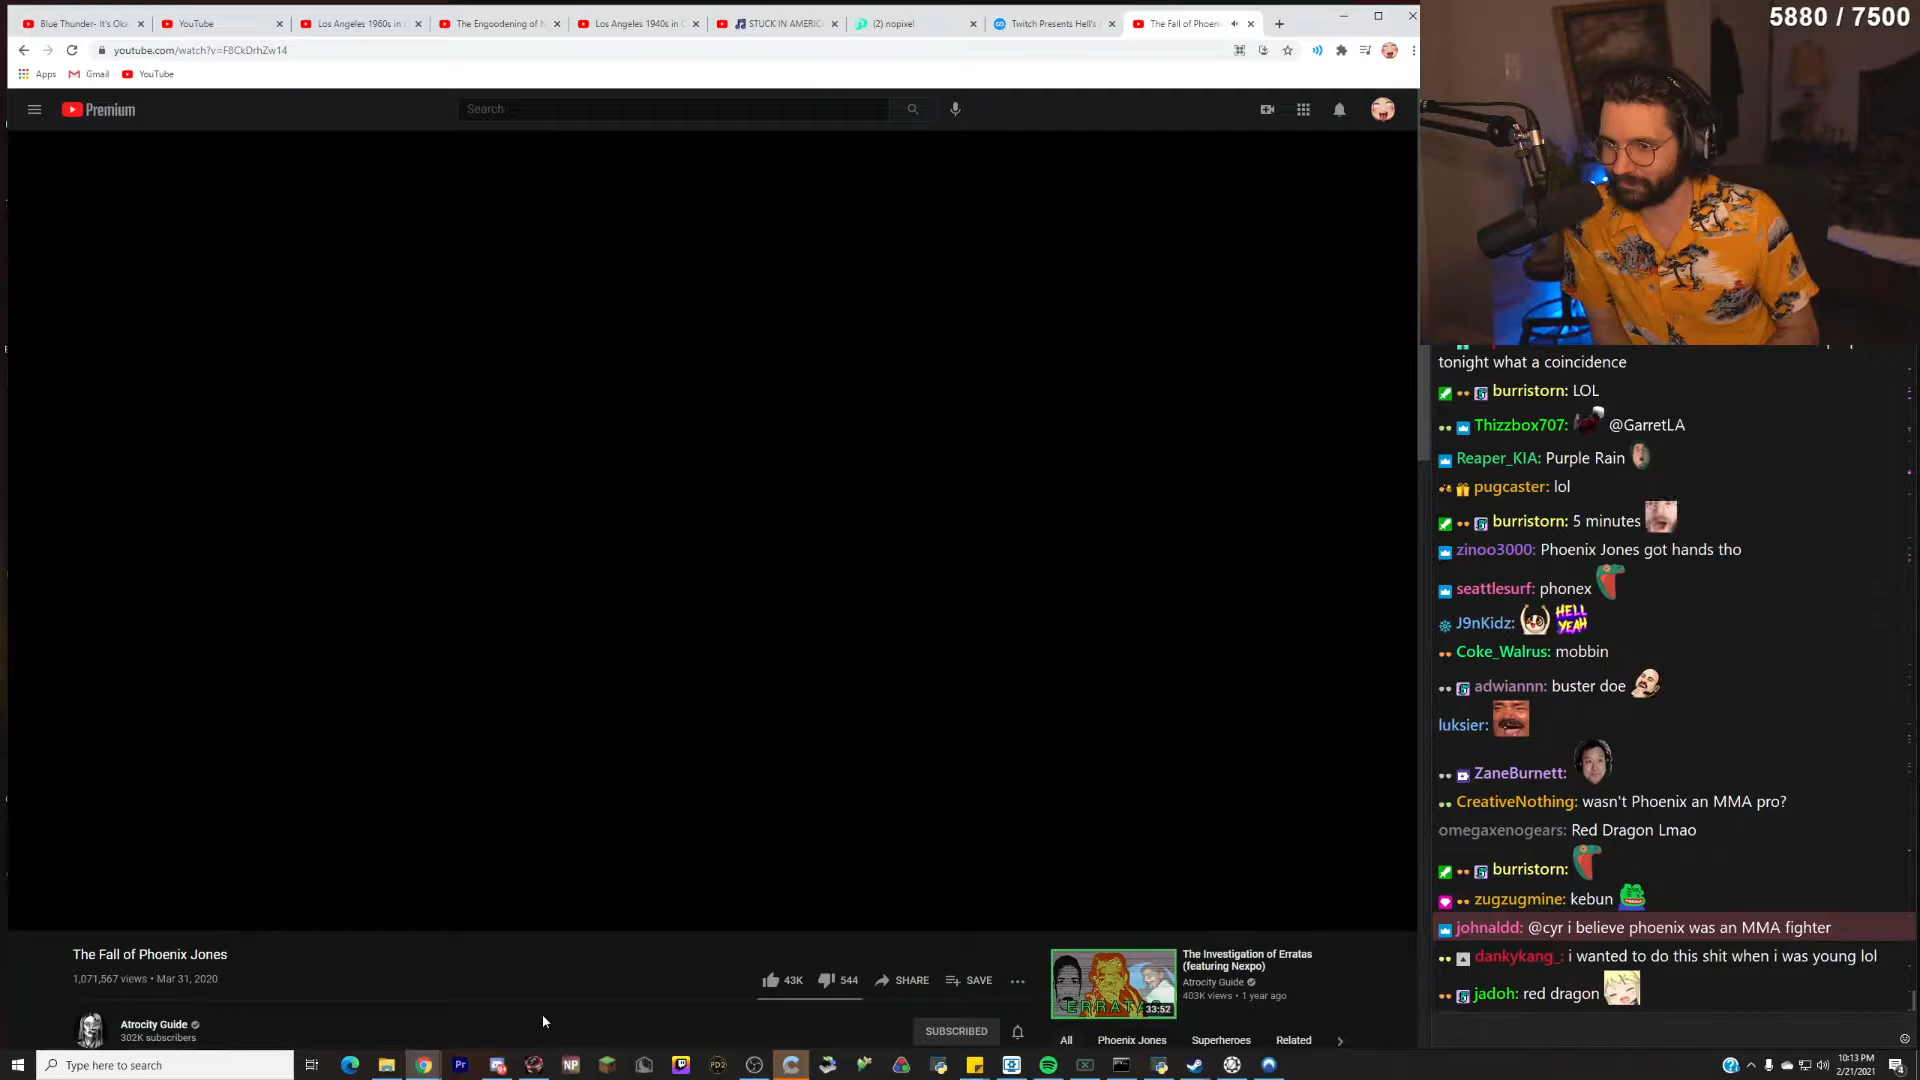 Blue Thunder- It's Oka
YouTube
Los Angeles 1960s in c
The Engoodening of N
Los Angeles 1940s in C
STUCK IN AMERIC
(2) nopixel
Twitch Presents Hell's
The Fall of Phoeni
5880 / 7500
youtube.com/watch?v=F8CkDrhZw14
Apps
Gmail
YouTube
Premium
Search
tonight what a coincidence
burristorn: LOL
Thizzbox707: @GarretLA
Reaper_KIA: Purple Rain
pugcaster: lol
burristorn: 5 minutes
zinoo3000: Phoenix Jones got hands tho
seattlesurf: phonex
J9nKidz: HELL YEAH
Coke_Walrus: mobbin
adwiannn: buster doe
luksier:
ZaneBurnett:
CreativeNothing: wasn't Phoenix an MMA pro?
omegaxenogears: Red Dragon Lmao
burristorn:
zugzugmine: kebun
johnaldd: @cyr i believe phoenix was an MMA fighter
dankykang_: i wanted to do this shit when i was young lol
jadoh: red dragon
The Fall of Phoenix Jones
1,071,567 views • Mar 31, 2020
43K
544
SHARE
SAVE
Atrocity Guide
302K subscribers
SUBSCRIBED
ERRATAS
33:52
The Investigation of Erratas
(featuring Nexpo)
Atrocity Guide
403K views • 1 year ago
All
Phoenix Jones
Superheroes
Related
Type here to search
Pr
NP
PD2
10:13 PM
2/21/2021